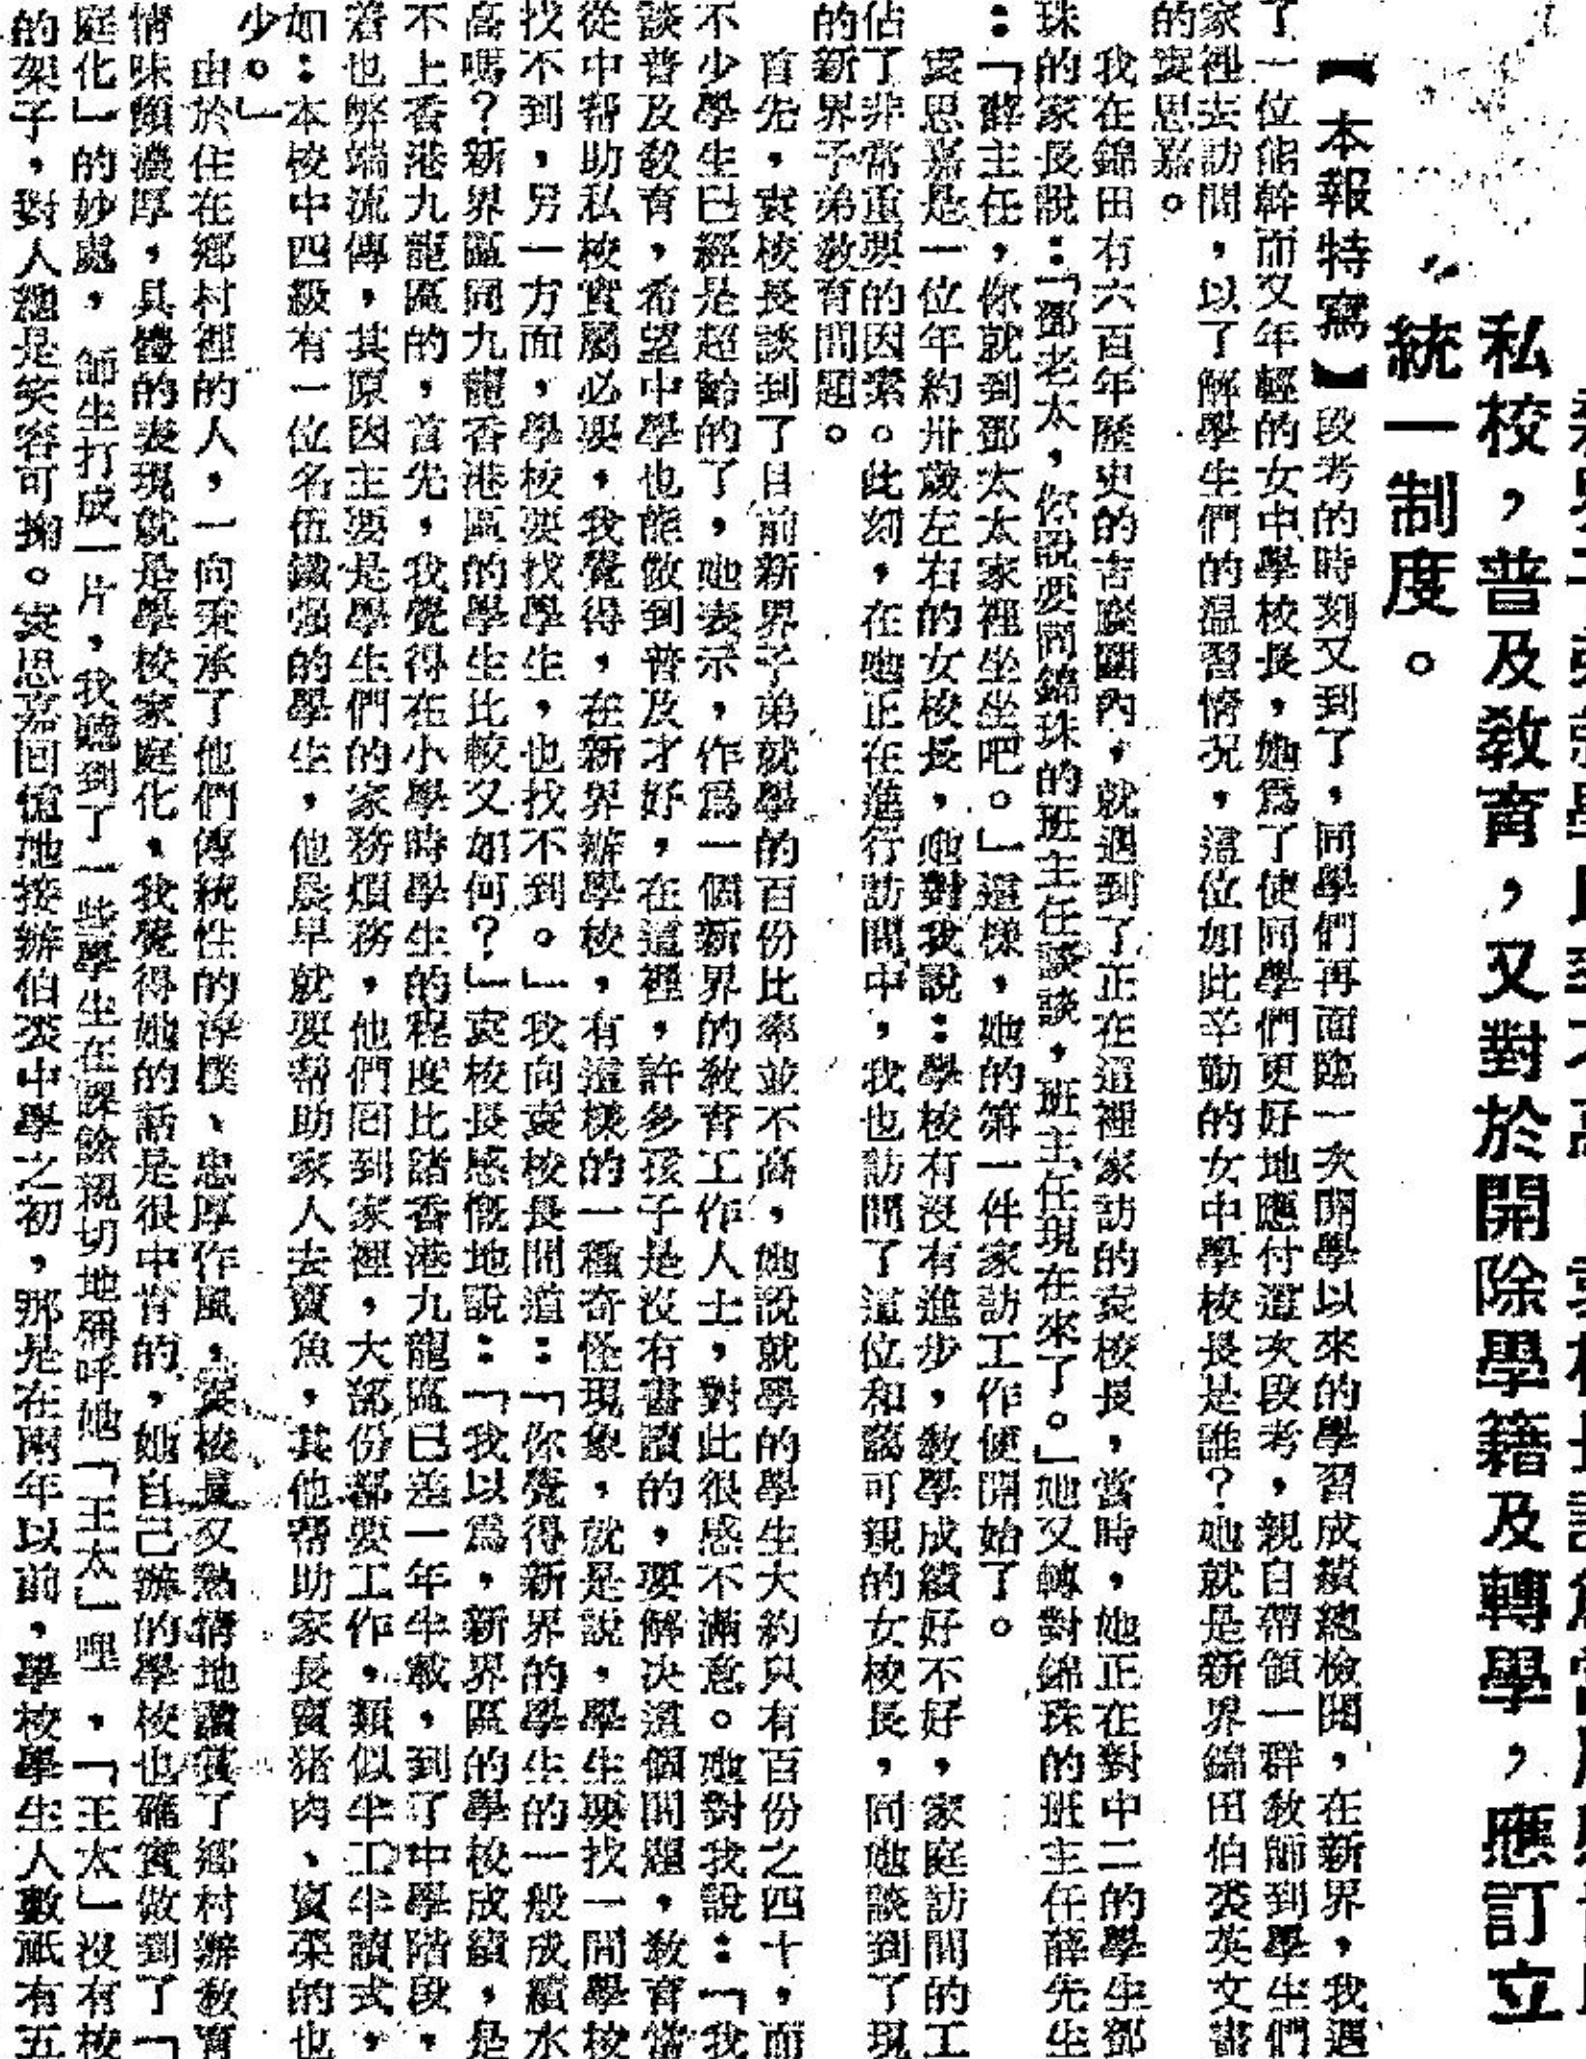 私校，普及敎育，又對於開除學籍及轉學，應訂立
統一制度。
【本報特寫】段考的時刻又到了，同學們再面臨一次開學以來的學習成績總檢閱，在新界，我遇
了一位能幹而又年輕的女中學校長，她爲了使同學們更好地應付這次段考，親自帶領一群敎師到學生們
家裡去訪問，以了解學生們的温習情况，這位如此辛勤的女中學校長是誰？她就是新界錦田伯裘英文書
的袁思嘉。
我在錦田有六百年歷史的吉慶圍內，就遇到了正在這裡家訪的袁校長，當時，她正在對中二的學生鄧
珠的家長說：「鄧老太，你說要問錦珠的班主任談談，班主任現在來了。」她又轉對錦珠的班主任薛先生
：「薛主任，你就到鄧太太家裡坐坐吧。」這樣，她的第一件家訪工作便開始了。
袁思嘉是一位年約卅歲左右的女校長，她對我說：學校有沒有進步，敎學成績好不好，家庭訪問的工
佔了非常重要的因素。此刻，在她正在進行訪問中，我也訪問了這位和藹可親的女校長，同她談到了現
的新界子弟敎育問題。
首先，袁校長談到了目前新界子弟就學的百份比率並不高，她說就學的學生大約只有百份之四十，而
不少學生已經是超齡的了，她表示，作爲一個新界的敎育工作人士，對此很感不滿意。她對我說：「我
談普及敎育，希望中學也能做到普及才好，在這裡，許多孩子是沒有書讀的，要解决這個問題，敎育當
從中帮助私校實屬必要，我覺得，在新界辦學校，有這樣的一種奇怪現象，就是說，學生要找一間學校
找不到，另一方面，學校要找學生，也找不到。」我向袁校長問道：「你覺得新界的學生的一般成績水
高嗎？新界區同九龍香港區的學生比較又如何？」袁校長感慨地說：「我以爲，新界區的學校成績，是
不上香港九龍區的，首先，我覺得在小學時學生的程度比諸香港九龍區已差一年半載，到了中學階段，
着也弊端流傳，其原因主要是學生們的家務煩務，他們回到家裡，大部份都要工作，類似半工半讀式，
如：本校中四級有一位名伍鐵强的學生，他晨早就要帮助家人去賣魚，其他帮助家長賣猪肉、賣菜的也
少。」
由於住在鄉村裡的人，一向秉承了他們傳統性的淳樸、忠厚作風，袁校長又熱情地讚賞了鄉村辦敎育
情味頗濃厚，具體的表現就是學校家庭化，我覺得她的話是很中肯的，她自己辦的學校也確實做到了「
庭化」的妙處，師生打成一片，我聽到了一些學生在課餘親切地稱呼她「王太」哩，「王太」沒有校
的架子，對人總是笑容可掬。袁思嘉回憶她接辦伯裘中學之初，那是在兩年以前，學校學生人數祇有五